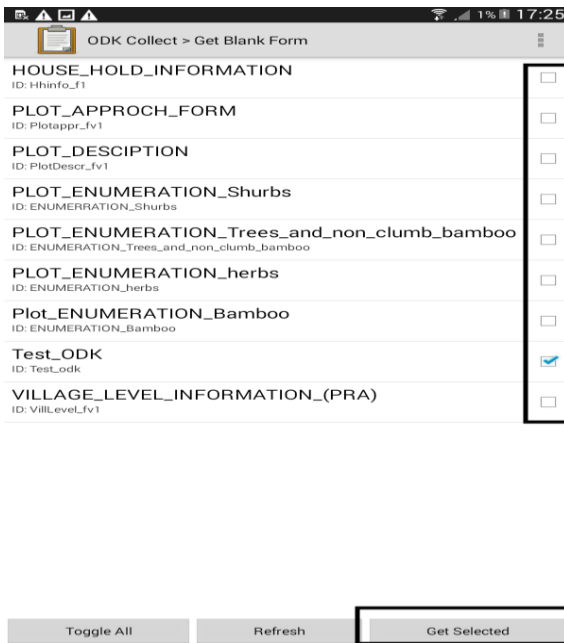 1% 17:25
ODK Collect > Get Blank Form
HOUSE_HOLD_INFORMATION
ID: Hhinfo_f1
PLOT_APPROCH_FORM
ID: Plotappr_fv1
PLOT_DESCIPTION
ID: PlotDescr_fv1
PLOT_ENUMERATION_Shurbs
ID: ENUMERRATION_Shurbs
PLOT_ENUMERATION_Trees_and_non_clumb_bamboo
ID: ENUMERATION_Trees_and_non_clumb_bamboo
PLOT_ENUMERATION_herbs
ID: ENUMERATION_herbs
Plot_ENUMERATION_Bamboo
ID: ENUMERATION_Bamboo
Test_ODK
ID: Test_odk
VILLAGE_LEVEL_INFORMATION_(PRA)
ID: VillLevel_fv1
Toggle All Refresh Get Selected